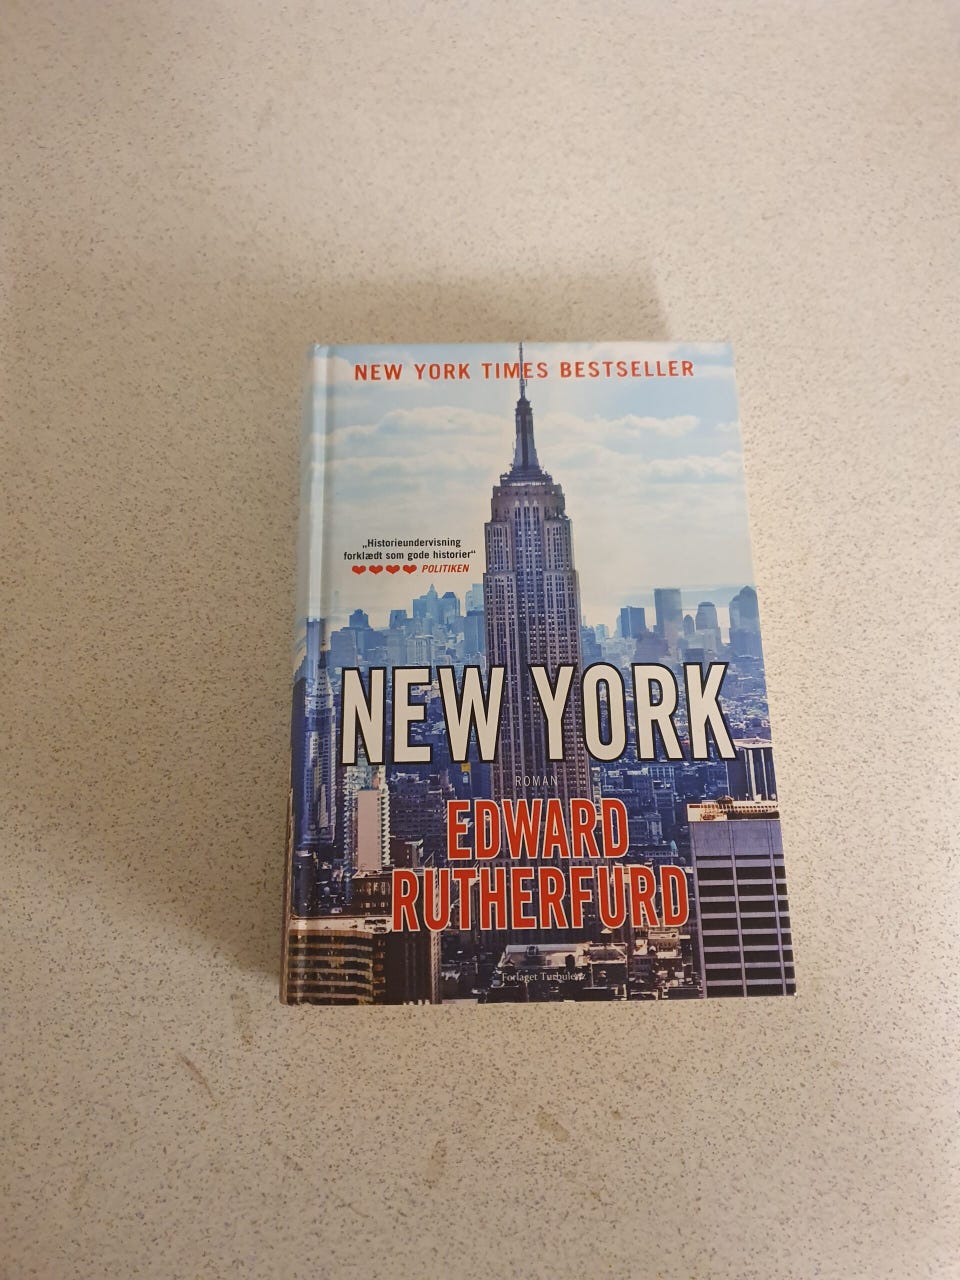 NEW YORK TIMES BESTSELLER
„Historieundervisning
forklædt som gode historier“
❤❤❤❤ POLITIKEN
NEW YORK
ROMAN
EDWARD
RUTHERFURD
Forlaget Turbulenz